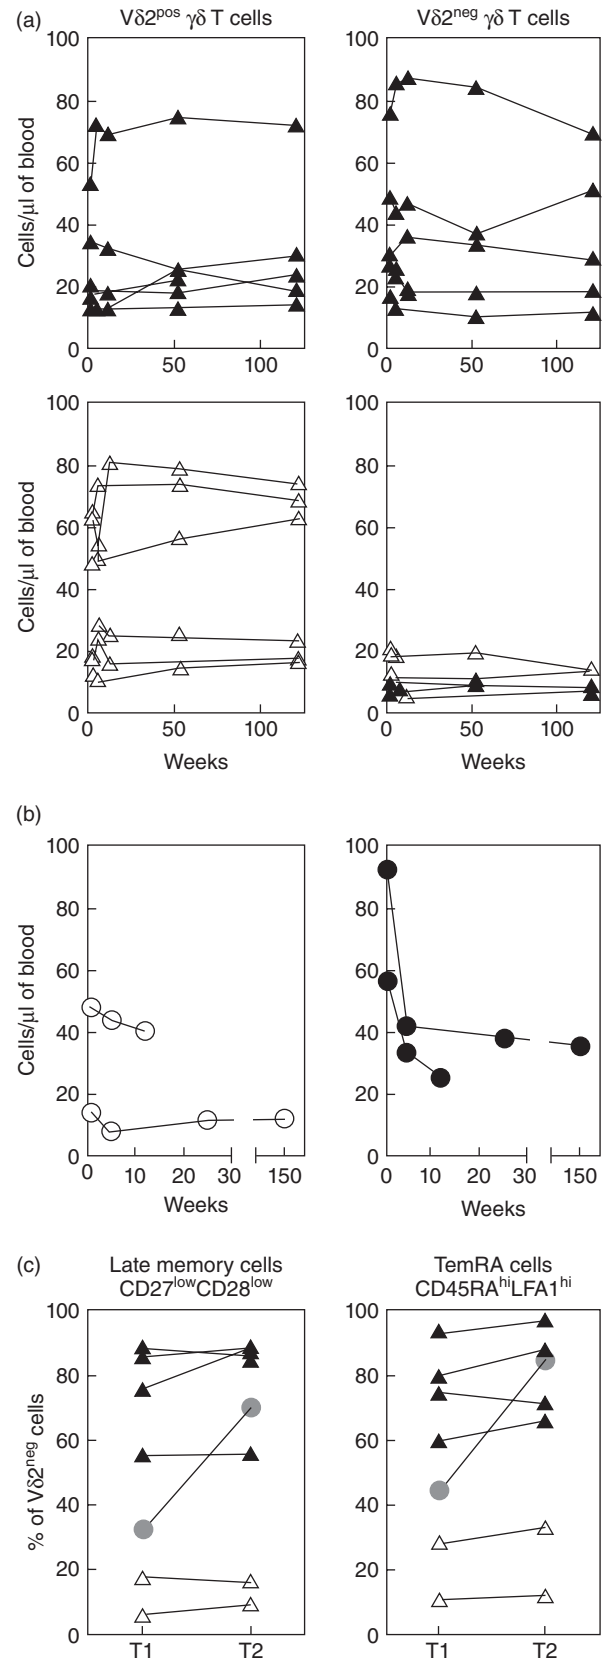 (a)
Vδ2pos γδ T cells
Vδ2neg γδ T cells
100
80
60
40
20
0
Cells/μl of blood
0 50 100
100
80
60
40
20
0
0 50 100
100
80
60
40
20
0
Cells/μl of blood
0 50 100
Weeks
100
80
60
40
20
0
0 50 100
Weeks
(b)
100
80
60
40
20
0
Cells/μl of blood
0 10 20 30 150
Weeks
100
80
60
40
20
0
0 10 20 30 150
Weeks
(c)
Late memory cells
CD27lowCD28low
TemRA cells
CD45RAhiLFA1hi
100
80
60
40
20
0
% of Vδ2neg cells
T1 T2
100
80
60
40
20
0
T1 T2